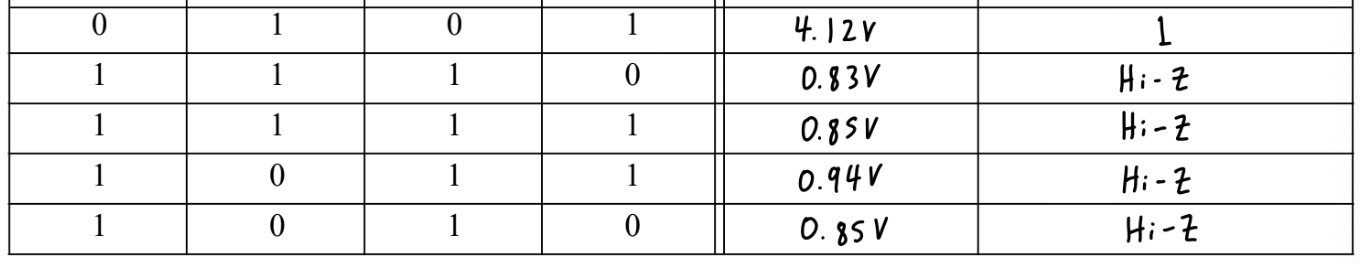 0 1 0 1 4.12V 1
1 1 1 0 0.83V Hi-Z
1 1 1 1 0.85V Hi-Z
1 0 1 1 0.94V Hi-Z
1 0 1 0 0.85V Hi-Z